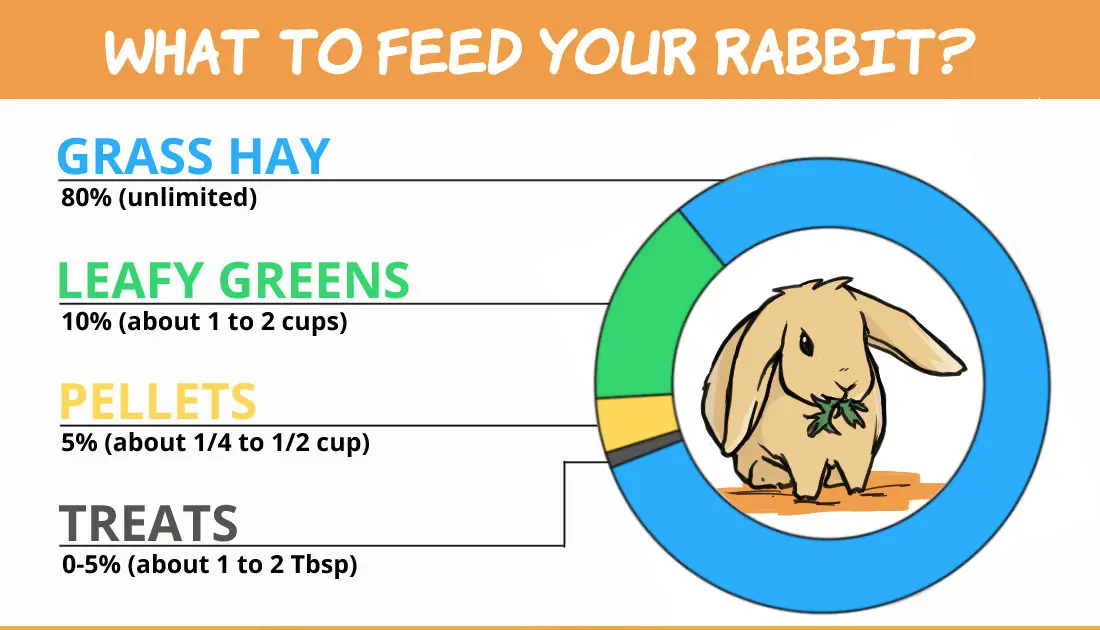 WHAT TO FEED YOUR RABBIT?
GRASS HAY
80% (unlimited)
LEAFY GREENS
10% (about 1 to 2 cups)
PELLETS
5% (about 1/4 to 1/2 cup)
TREATS
0-5% (about 1 to 2 Tbsp)